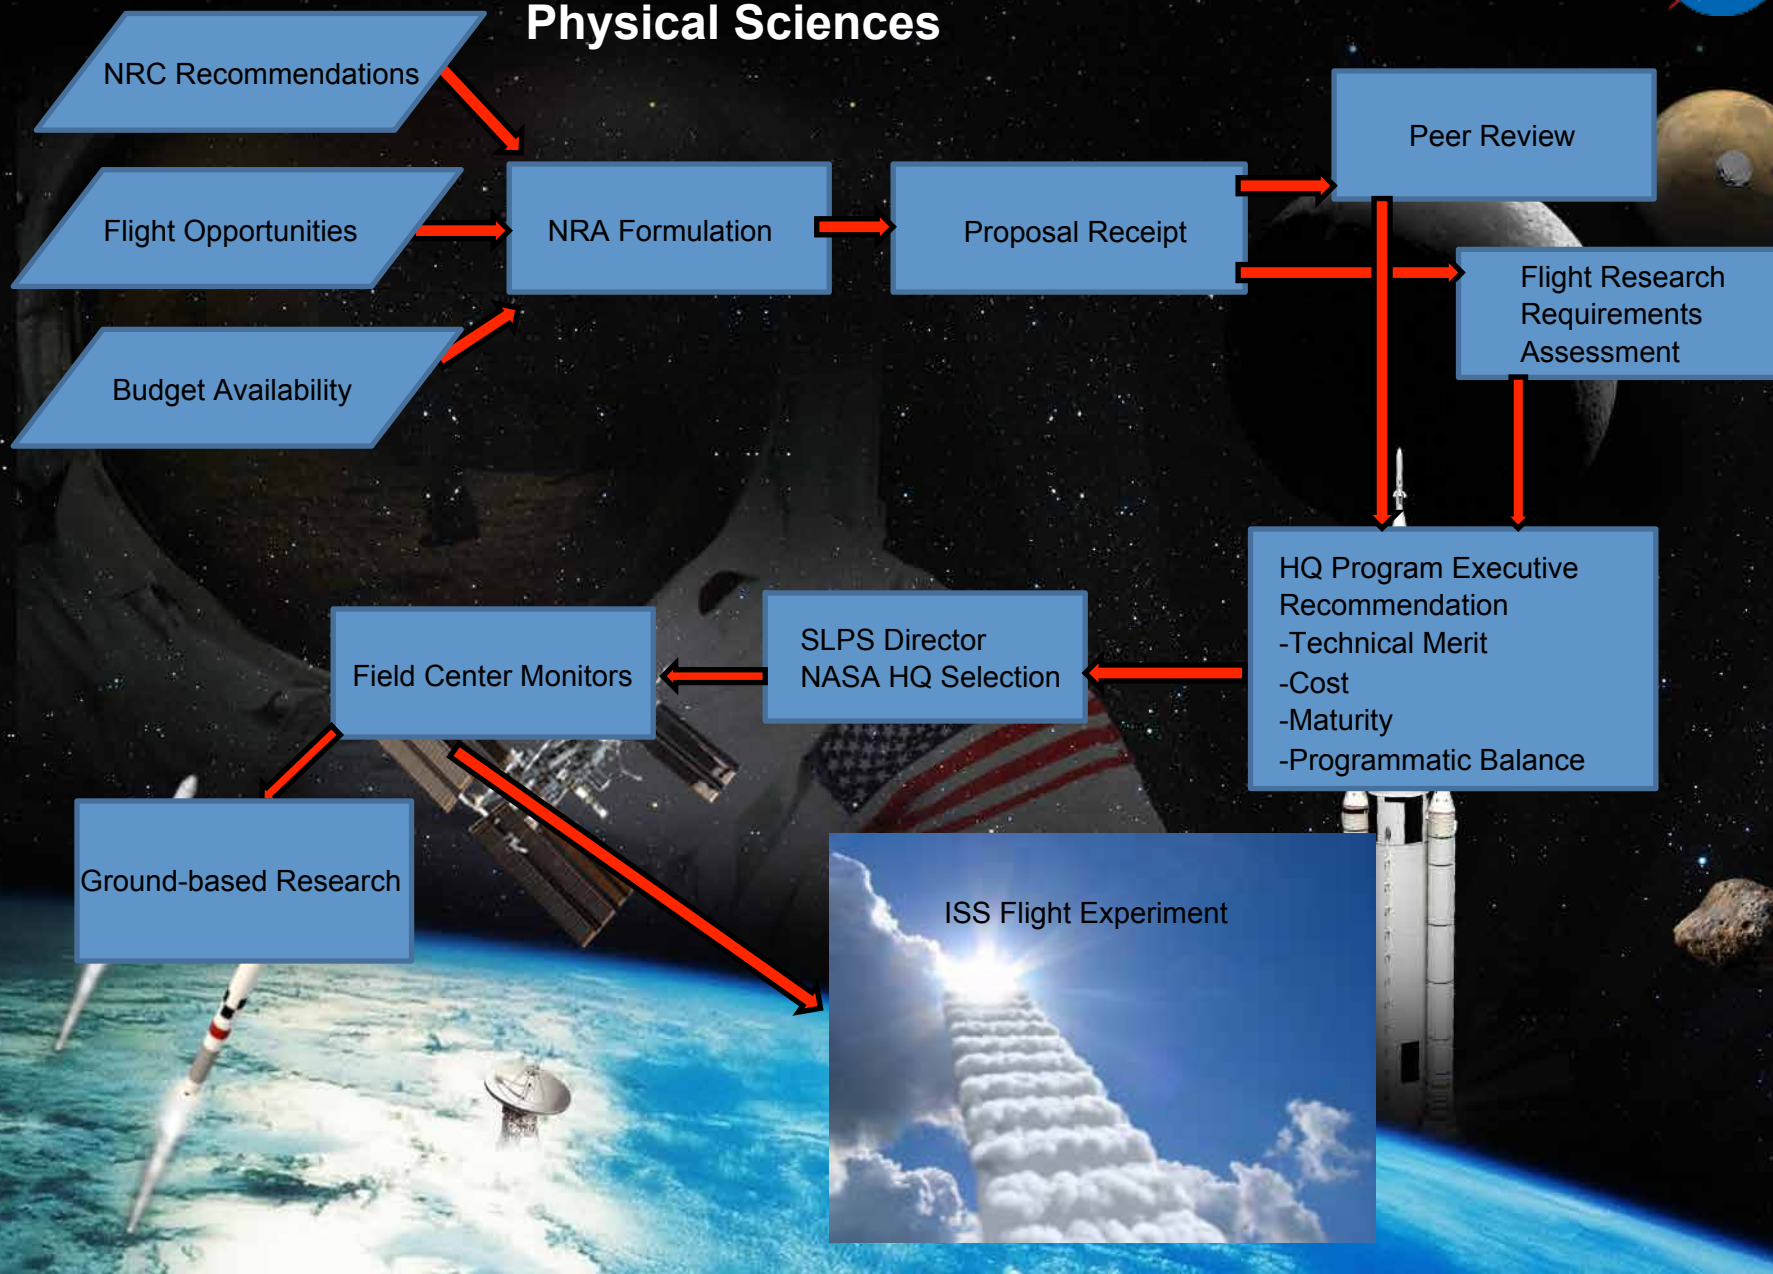 Physical Sciences
NRC Recommendations
Peer Review
Flight Opportunities
NRA Formulation
Proposal Receipt
Flight Research
Requirements
Assessment
Budget Availability
HQ Program Executive
Recommendation
-Technical Merit
-Cost
-Maturity
-Programmatic Balance
SLPS Director
NASA HQ Selection
Field Center Monitors
Ground-based Research
ISS Flight Experiment